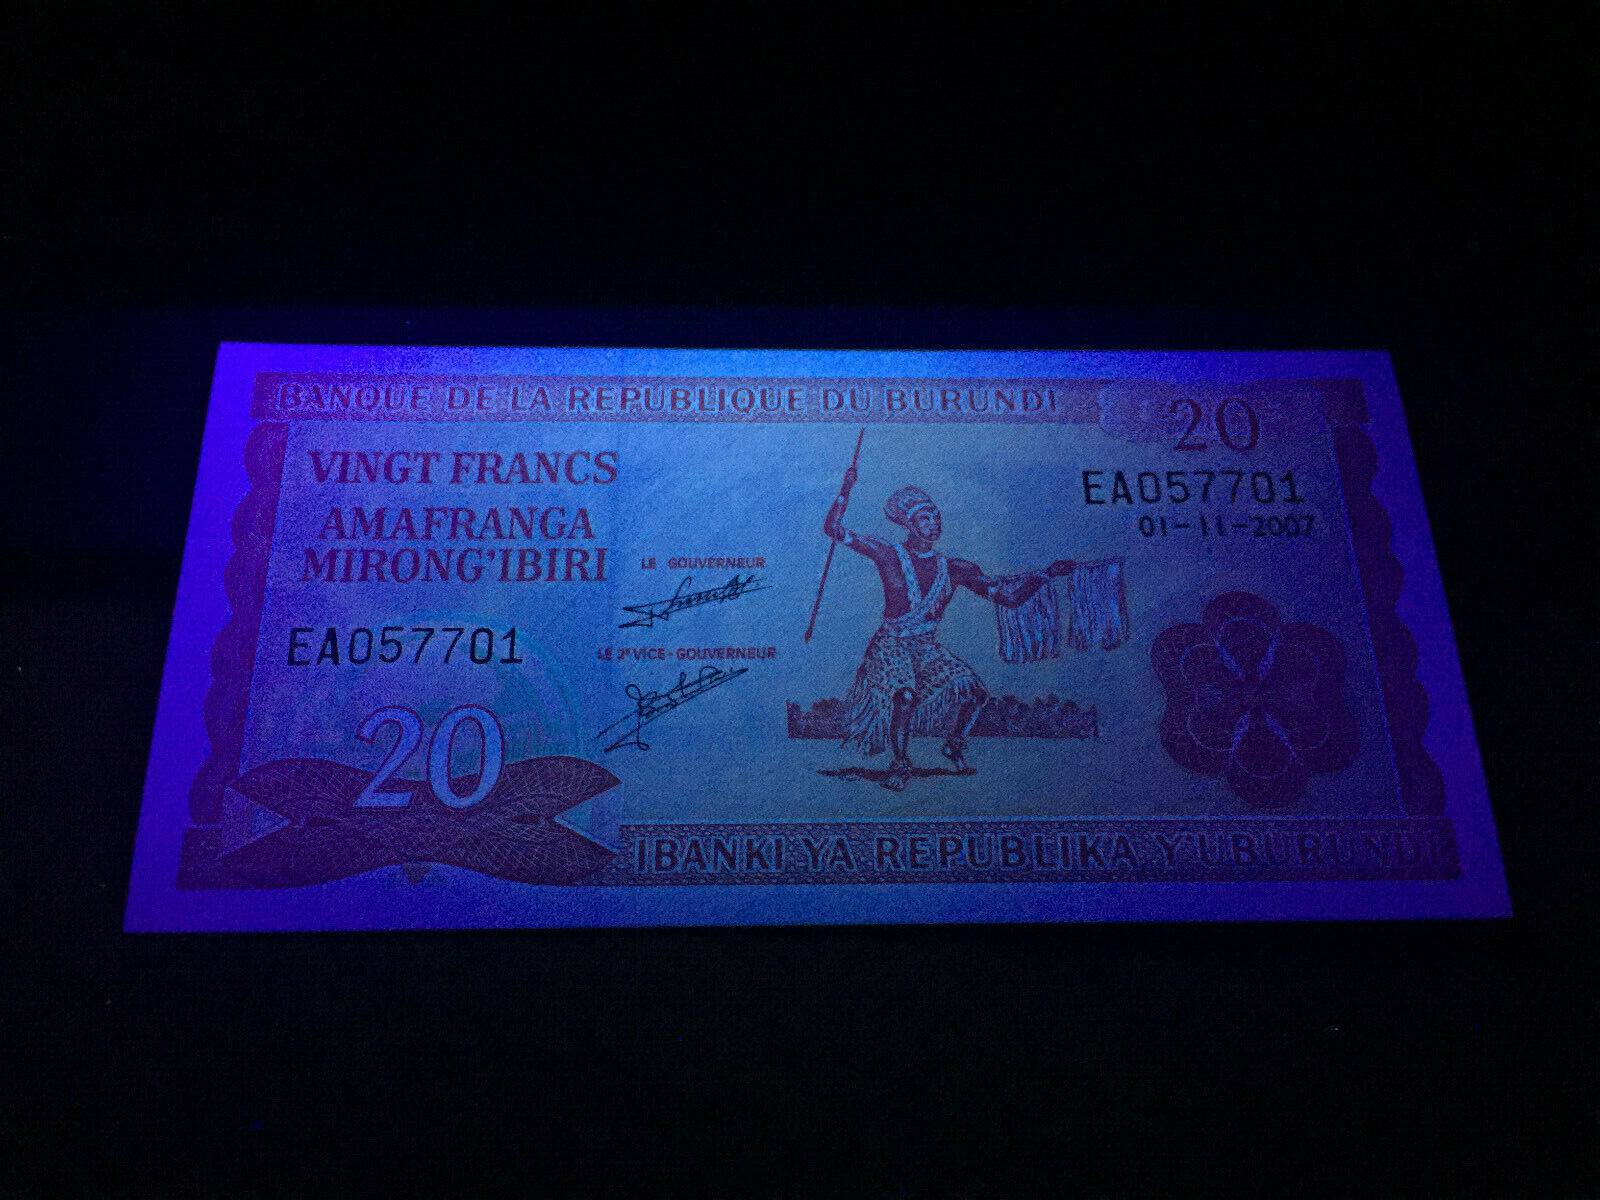 BANQUE DE LA REPUBLIQUE DU BURUNDI
20
VINGT FRANCS
AMAFRANGA
MIRONG'IBIRI
EA057701
01-11-2007
LE GOUVERNEUR
LE 2e VICE-GOUVERNEUR
EA057701
20
IBANKI YA REPUBLIKA Y'UBURUNDI